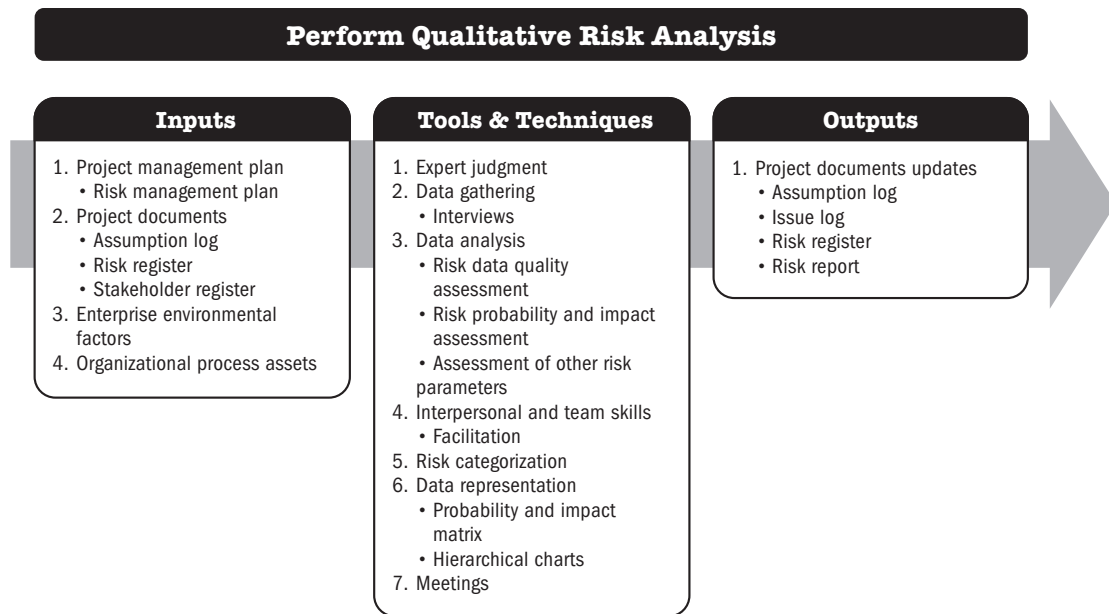 Perform Qualitative Risk Analysis
Inputs
1. Project management plan
• Risk management plan
2. Project documents
• Assumption log
• Risk register
• Stakeholder register
3. Enterprise environmental
factors
4. Organizational process assets
Tools & Techniques
1. Expert judgment
2. Data gathering
• Interviews
3. Data analysis
• Risk data quality
assessment
• Risk probability and impact
assessment
• Assessment of other risk
parameters
4. Interpersonal and team skills
• Facilitation
5. Risk categorization
6. Data representation
• Probability and impact
matrix
• Hierarchical charts
7. Meetings
Outputs
1. Project documents updates
• Assumption log
• Issue log
• Risk register
• Risk report